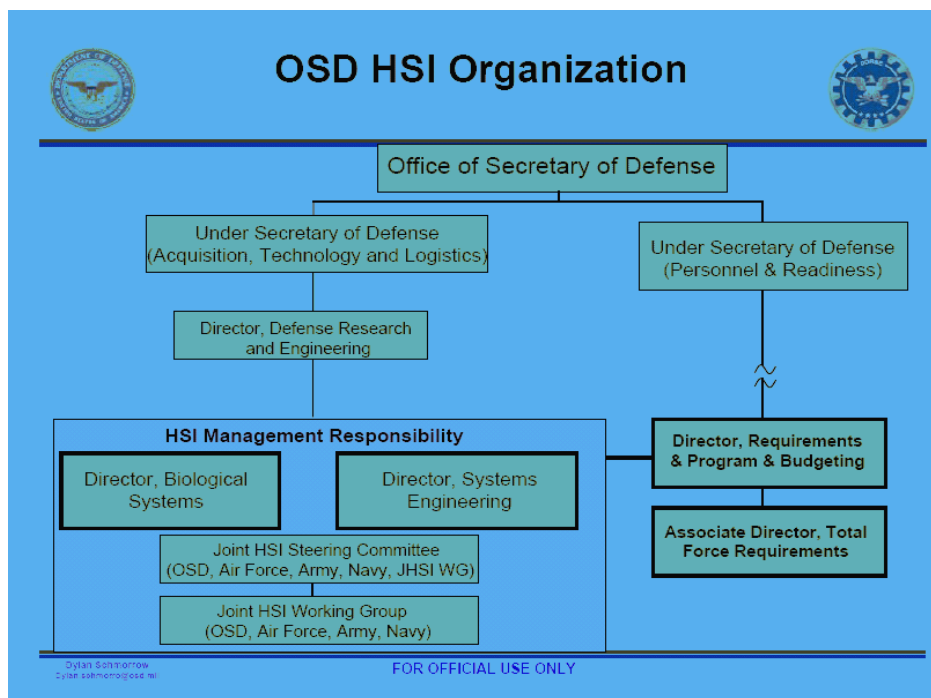 OSD HSI Organization
Office of Secretary of Defense
Under Secretary of Defense
(Acquisition, Technology and Logistics)
Under Secretary of Defense
(Personnel & Readiness)
Director, Defense Research
and Engineering
HSI Management Responsibility
Director, Biological
Systems
Director, Systems
Engineering
Director, Requirements
& Program & Budgeting
Associate Director, Total
Force Requirements
Joint HSI Steering Committee
(OSD, Air Force, Army, Navy, JHSI WG)
Joint HSI Working Group
(OSD, Air Force, Army, Navy)
Dylan Schmorrow
FOR OFFICIAL USE ONLY